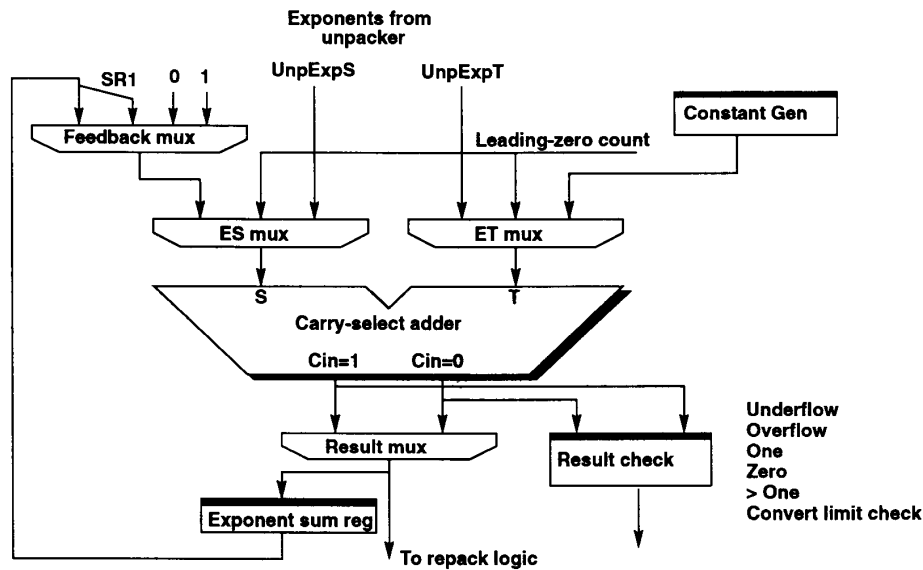 Exponents from
unpacker
SR1 0 1
UnpExpS
UnpExpT
Feedback mux
Constant Gen
Leading-zero count
ES mux
ET mux
S
T
Carry-select adder
Cin=1
Cin=0
Result mux
Result check
Underflow
Overflow
One
Zero
> One
Convert limit check
Exponent sum reg
To repack logic